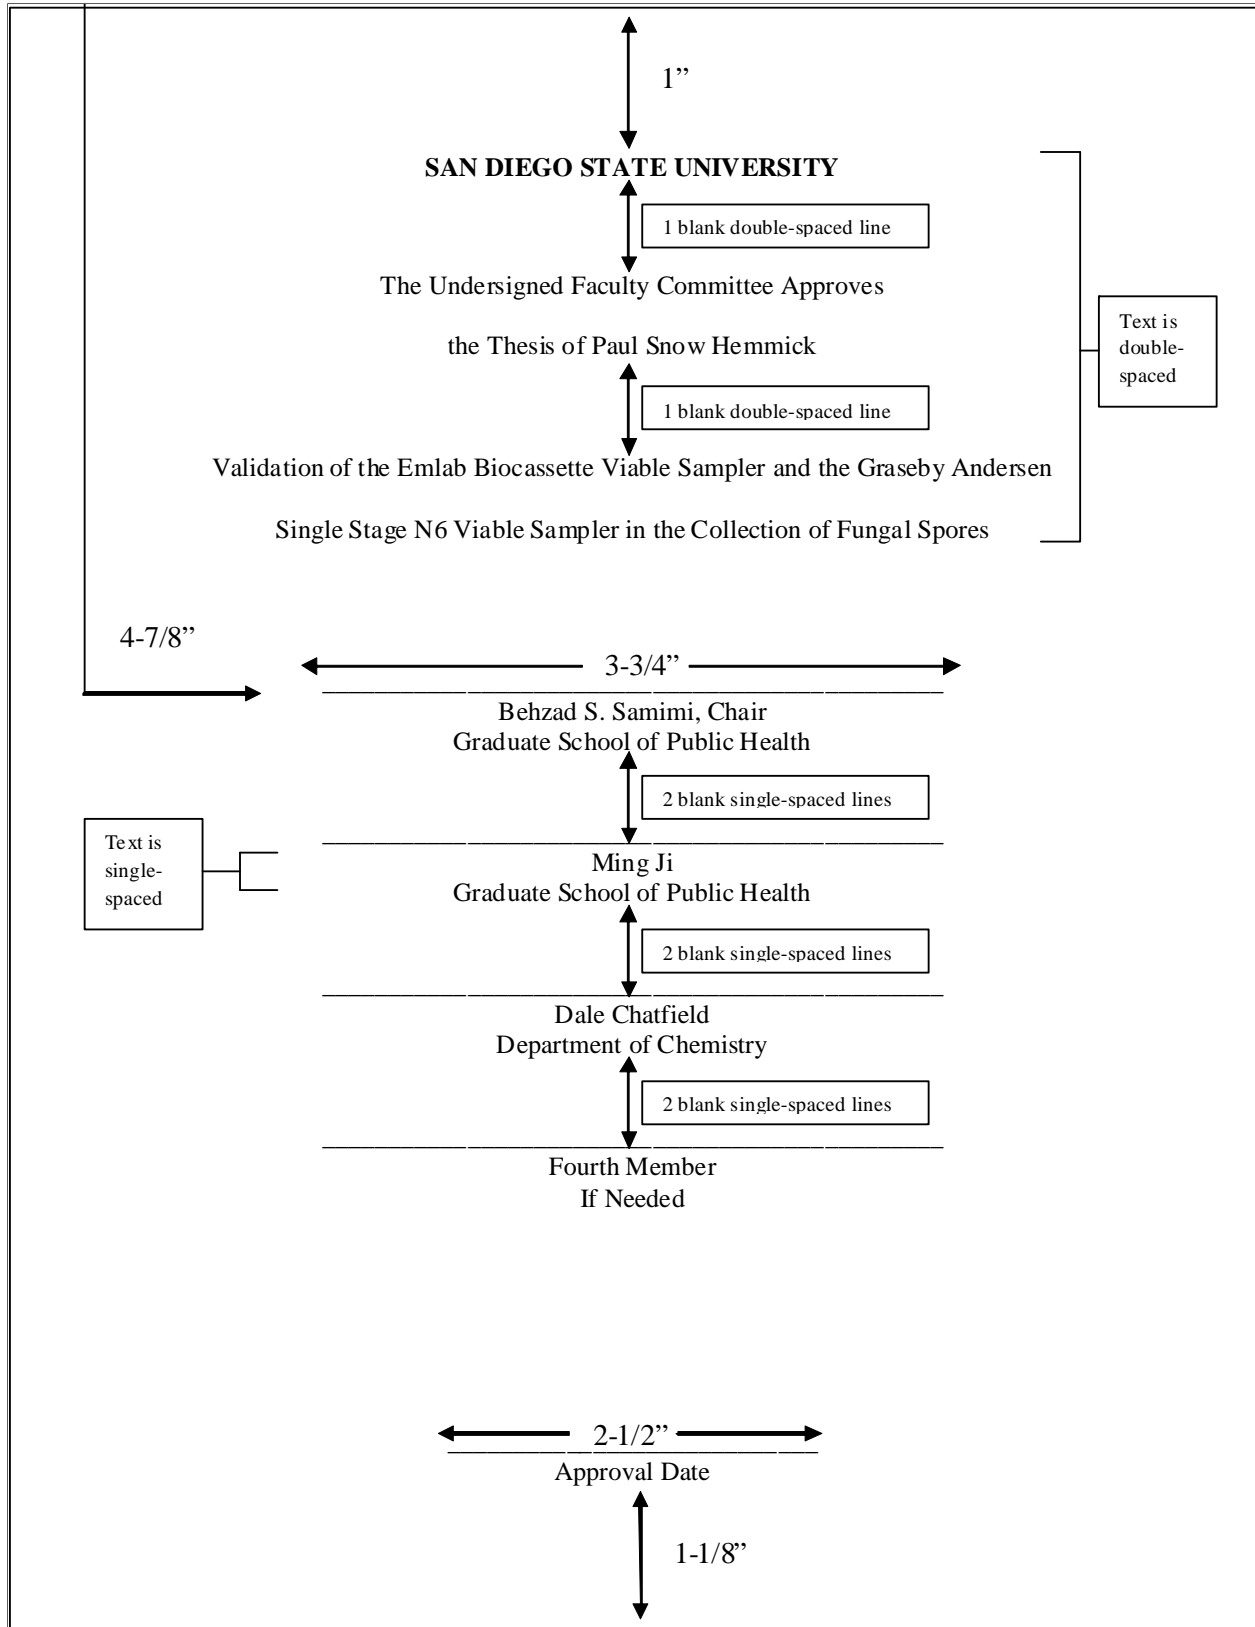 1”
SAN DIEGO STATE UNIVERSITY
1 blank double-spaced line
The Undersigned Faculty Committee Approves
the Thesis of Paul Snow Hemmick
Text is
double-
spaced
1 blank double-spaced line
Validation of the Emlab Biocassette Viable Sampler and the Graseby Andersen
Single Stage N6 Viable Sampler in the Collection of Fungal Spores
4-7/8”
3-3/4”
Behzad S. Samimi, Chair
Graduate School of Public Health
2 blank single-spaced lines
Text is
single-
spaced
Ming Ji
Graduate School of Public Health
2 blank single-spaced lines
Dale Chatfield
Department of Chemistry
2 blank single-spaced lines
Fourth Member
If Needed
2-1/2”
Approval Date
1-1/8”